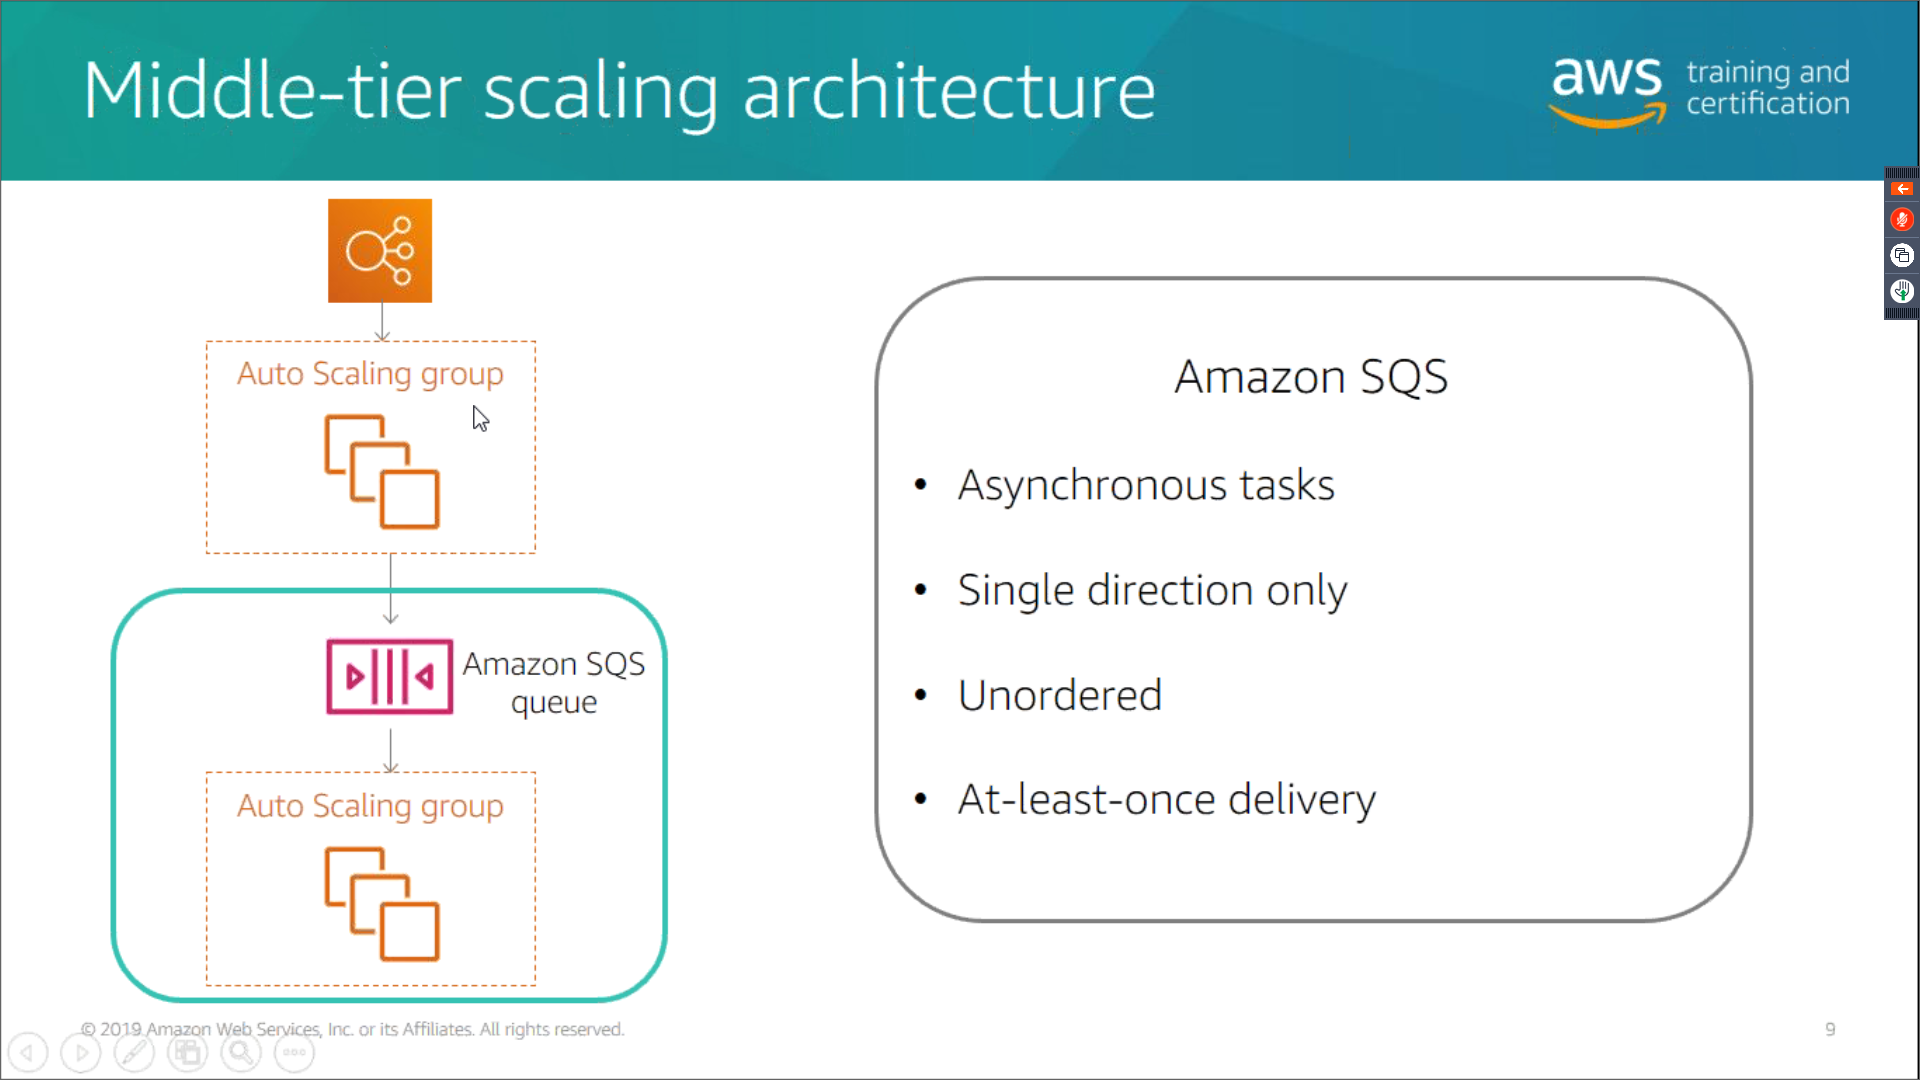 Middle-tier scaling architecture
aws training and
certification
Auto Scaling group
Amazon SQS
queue
Auto Scaling group
Amazon SQS
• Asynchronous tasks
• Single direction only
• Unordered
• At-least-once delivery
© 2019 Amazon Web Services, Inc. or its Affiliates. All rights reserved.
9